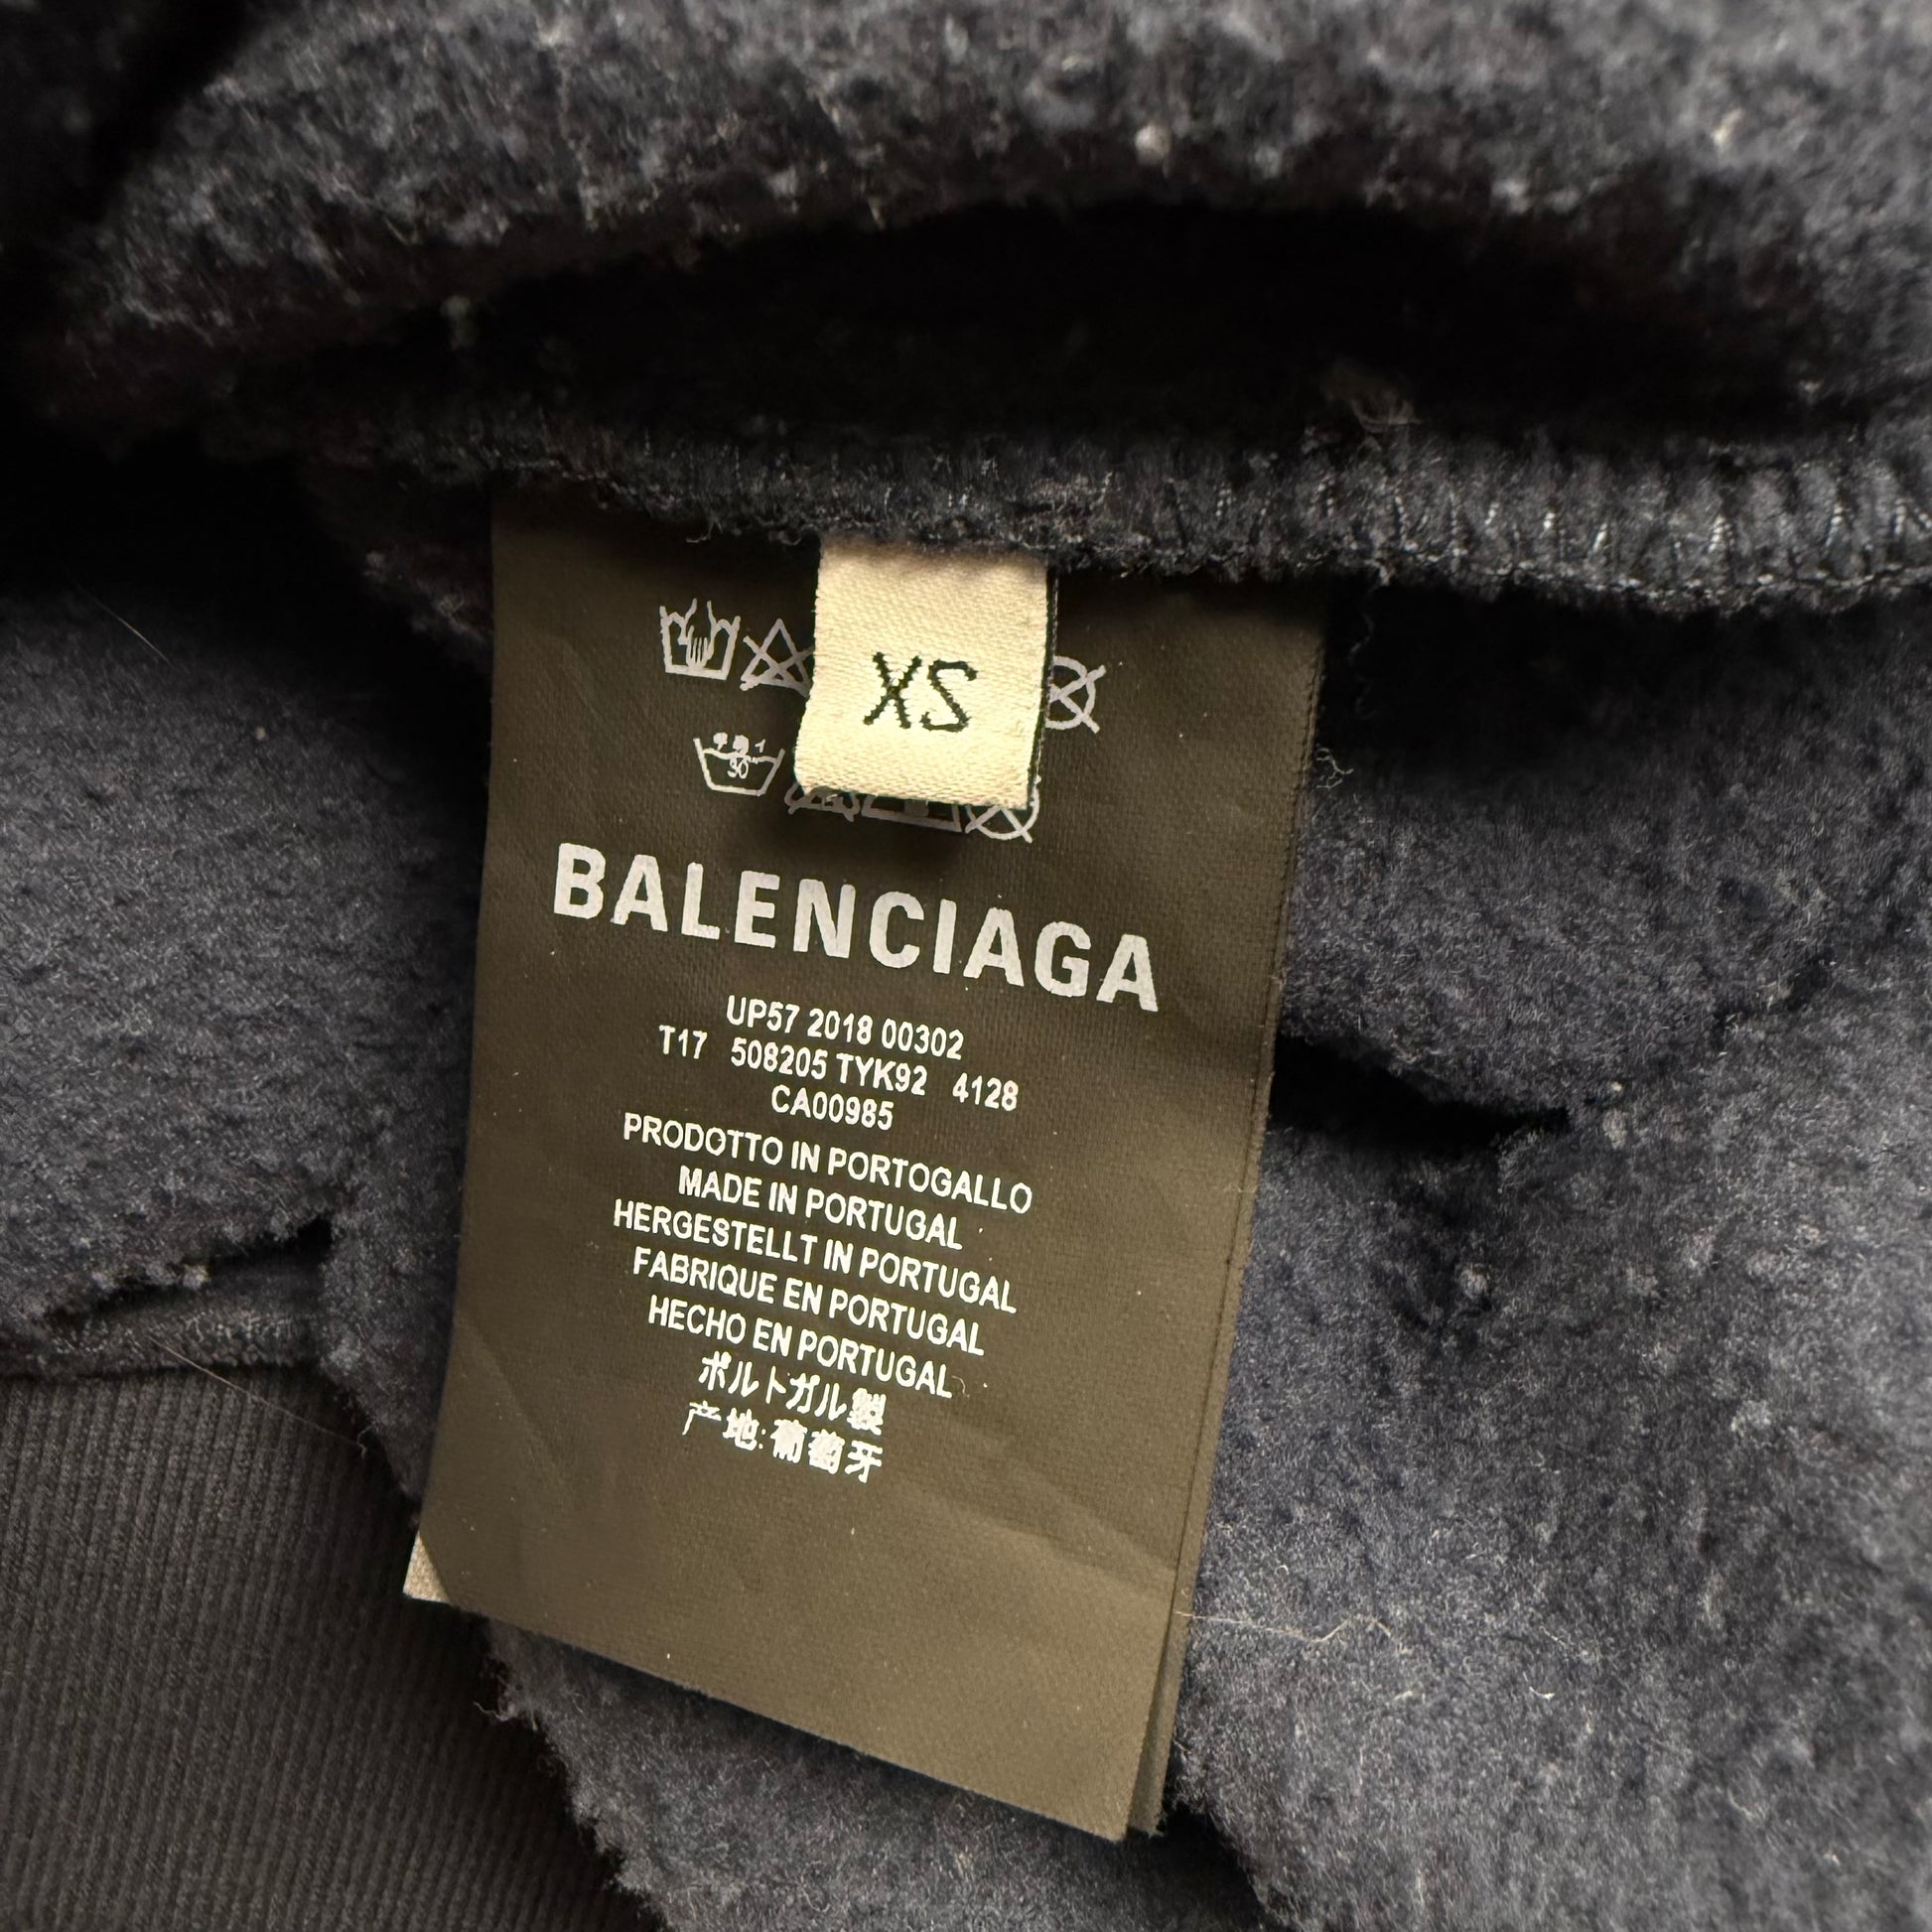 XS
30
BALENCIAGA
UP57 2018 00302
T17 508205 TYK92 4128
CA00985
PRODOTTO IN PORTOGALLO
MADE IN PORTUGAL
HERGESTELLT IN PORTUGAL
FABRIQUE EN PORTUGAL
HECHO EN PORTUGAL
ポルトガル製
产地:葡萄牙